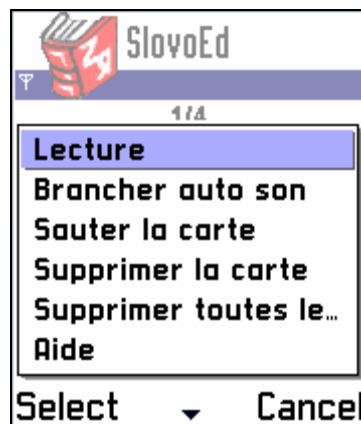 SlovoEd
1/4
Lecture
Brancher auto son
Sauter la carte
Supprimer la carte
Supprimer toutes le…
Aide
Select Cancel